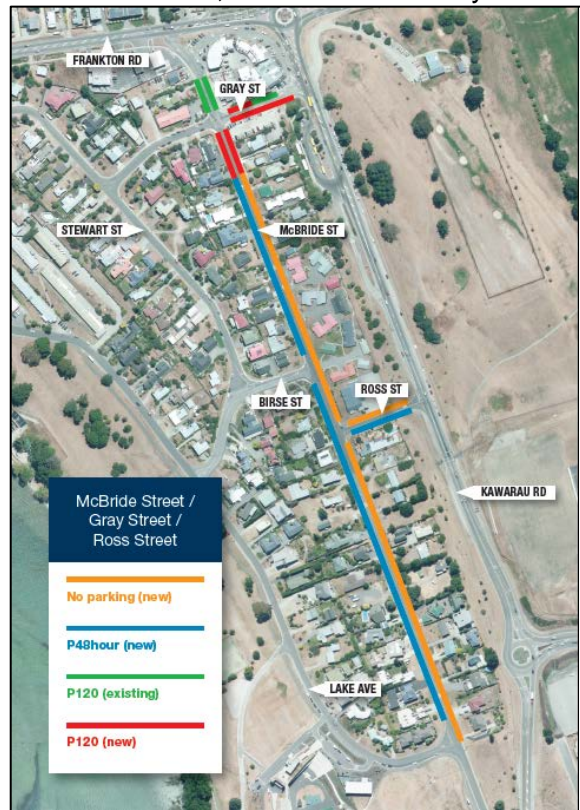 FRANKTON RD
GRAY ST
STEWART ST
McBRIDE ST
BIRSE ST
ROSS ST
KAWARAU RD
McBride Street /
Gray Street /
Ross Street
No parking (new)
P48hour (new)
P120 (existing)
P120 (new)
LAKE AVE